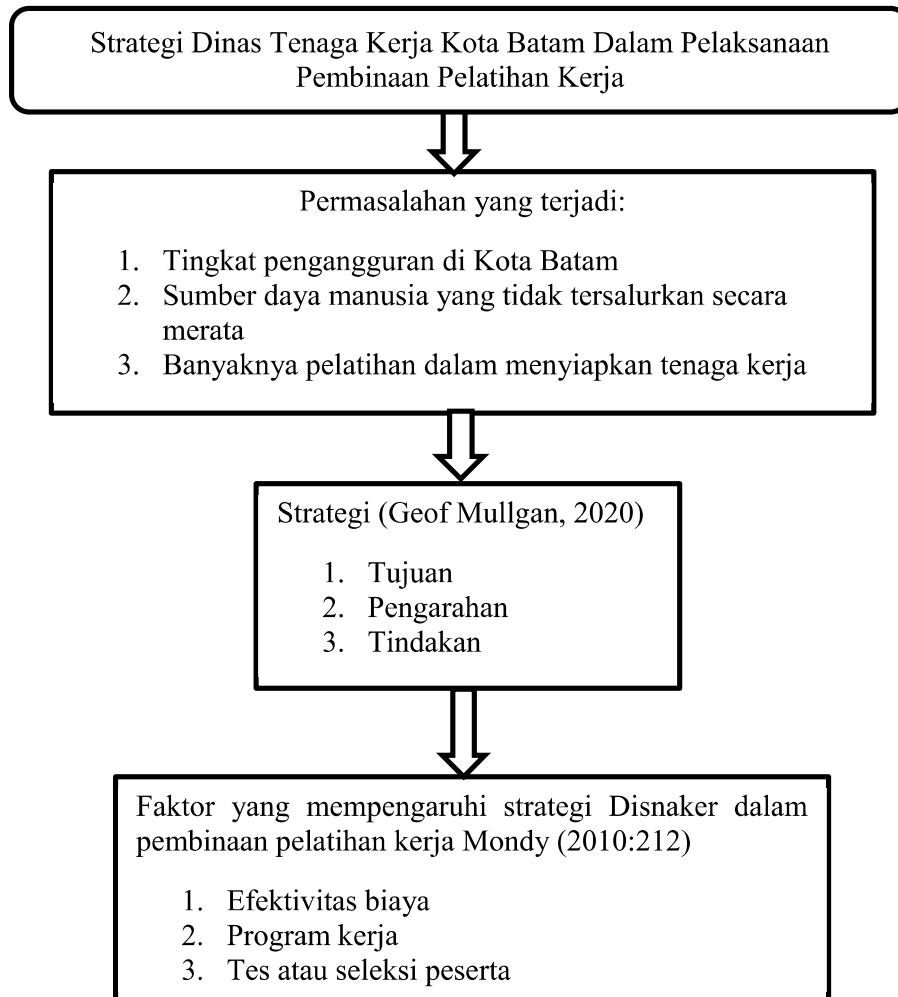 Strategi Dinas Tenaga Kerja Kota Batam Dalam Pelaksanaan
Pembinaan Pelatihan Kerja
Permasalahan yang terjadi:
1. Tingkat pengangguran di Kota Batam
2. Sumber daya manusia yang tidak tersalurkan secara
merata
3. Banyaknya pelatihan dalam menyiapkan tenaga kerja
Strategi (Geof Mullgan, 2020)
1. Tujuan
2. Pengarahan
3. Tindakan
Faktor yang mempengaruhi strategi Disnaker dalam
pembinaan pelatihan kerja Mondy (2010:212)
1. Efektivitas biaya
2. Program kerja
3. Tes atau seleksi peserta